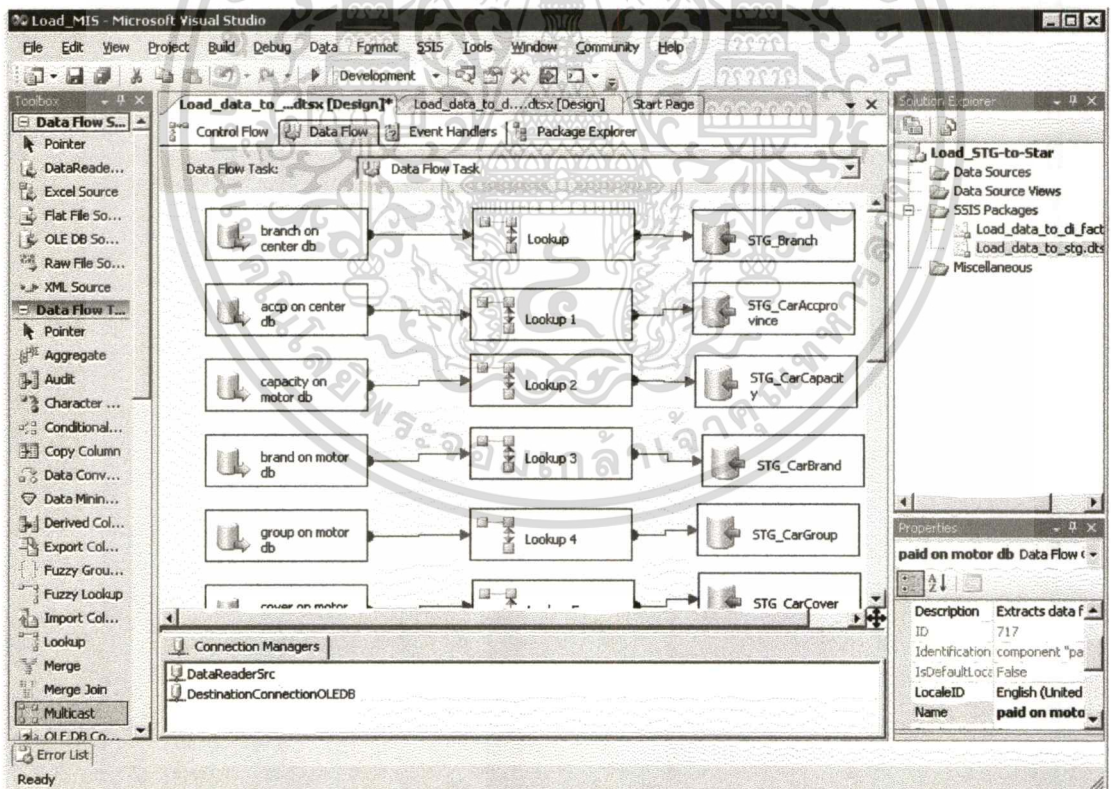 Load_MIS - Microsoft Visual Studio
File Edit View Project Build Debug Data Format SSIS Tools Window Community Help
Development
Toolbox
Data Flow S...
Pointer
DataReade...
Excel Source
Flat File So...
OLE DB So...
Raw File So...
XML Source
Data Flow T...
Pointer
Aggregate
Audit
Character ...
Conditional...
Copy Column
Data Conv...
Data Minin...
Derived Col...
Export Col...
Fuzzy Grou...
Fuzzy Lookup
Import Col...
Lookup
Merge
Merge Join
Multicast
OLE DB Co...
Load_data_to_...dtsx [Design]* Load_data_to_d....dtsx [Design] Start Page
Control Flow Data Flow Event Handlers Package Explorer
Data Flow Task: Data Flow Task
branch on center db
Lookup
STG_Branch
accp on center db
Lookup 1
STG_CarAccpro
vince
capacity on motor db
Lookup 2
STG_CarCapacit
y
brand on motor db
Lookup 3
STG_CarBrand
group on motor db
Lookup 4
STG_CarGroup
cover on motor
STG_CarCover
Connection Managers
DataReaderSrc
DestinationConnectionOLEDB
Solution Explorer
Load_STG-to-Star
Data Sources
Data Source Views
SSIS Packages
Load_data_to_di_fact
Load_data_to_stg.dts
Miscellaneous
Properties
paid on motor db Data Flow
Description Extracts data f
ID 717
Identification component "pa
IsDefaultLoca False
LocaleID English (United
Name paid on moto
Error List
Ready